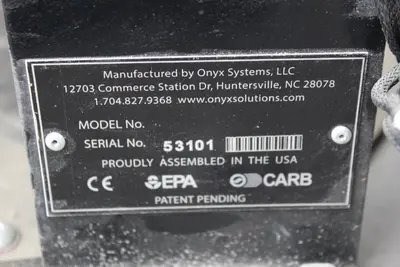 Manufactured by Onyx Systems, LLC
12703 Commerce Station Dr, Huntersville, NC 28078
1.704.827.9368 www.onyxsolutions.com
MODEL No.
SERIAL No. 53101
PROUDLY ASSEMBLED IN THE USA
CE EPA CARB
PATENT PENDING